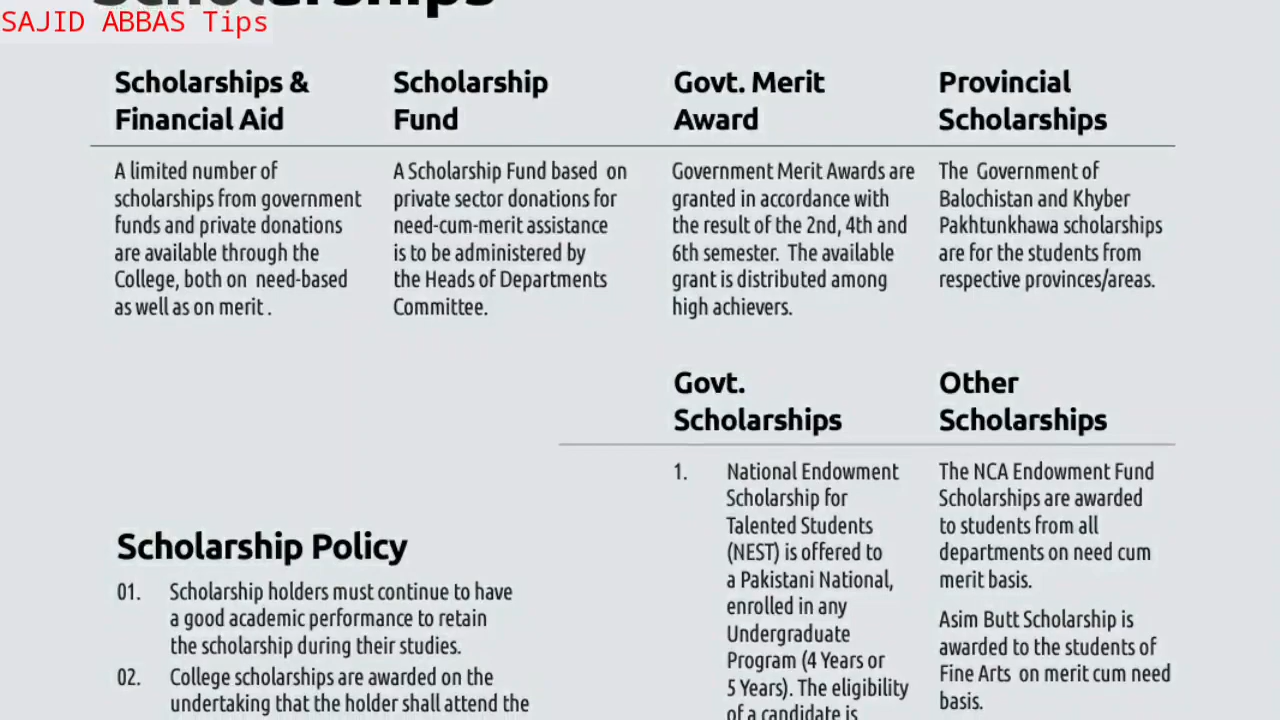 Scholarships
SAJID ABBAS Tips
Scholarships &
Financial Aid
A limited number of
scholarships from government
funds and private donations
are available through the
College, both on need-based
as well as on merit .
Scholarship
Fund
A Scholarship Fund based on
private sector donations for
need-cum-merit assistance
is to be administered by
the Heads of Departments
Committee.
Govt. Merit
Award
Government Merit Awards are
granted in accordance with
the result of the 2nd, 4th and
6th semester. The available
grant is distributed among
high achievers.
Provincial
Scholarships
The Government of
Balochistan and Khyber
Pakhtunkhawa scholarships
are for the students from
respective provinces/areas.
Scholarship Policy
01. Scholarship holders must continue to have
a good academic performance to retain
the scholarship during their studies.
02. College scholarships are awarded on the
undertaking that the holder shall attend the
Govt.
Scholarships
1. National Endowment
Scholarship for
Talented Students
(NEST) is offered to
a Pakistani National,
enrolled in any
Undergraduate
Program (4 Years or
5 Years). The eligibility
of a candidate is
Other
Scholarships
The NCA Endowment Fund
Scholarships are awarded
to students from all
departments on need cum
merit basis.
Asim Butt Scholarship is
awarded to the students of
Fine Arts on merit cum need
basis.